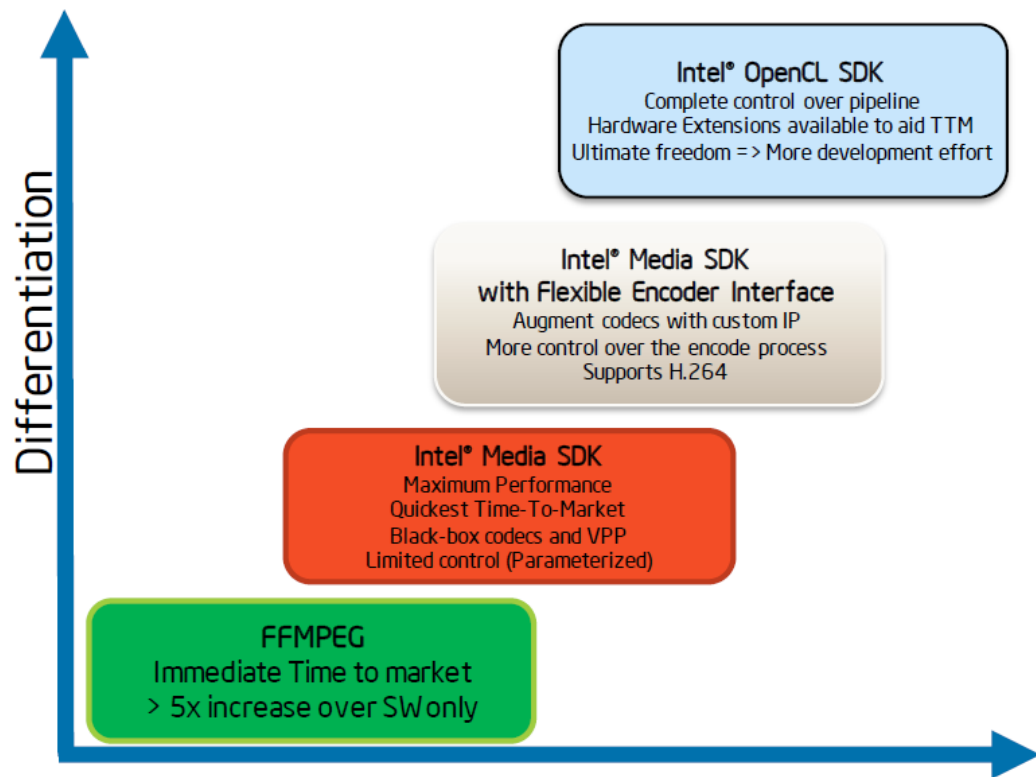 Differentiation
Intel® OpenCL SDK
Complete control over pipeline
Hardware Extensions available to aid TTM
Ultimate freedom => More development effort
Intel® Media SDK
with Flexible Encoder Interface
Augment codecs with custom IP
More control over the encode process
Supports H.264
Intel® Media SDK
Maximum Performance
Quickest Time-To-Market
Black-box codecs and VPP
Limited control (Parameterized)
FFMPEG
Immediate Time to market
> 5x increase over SW only